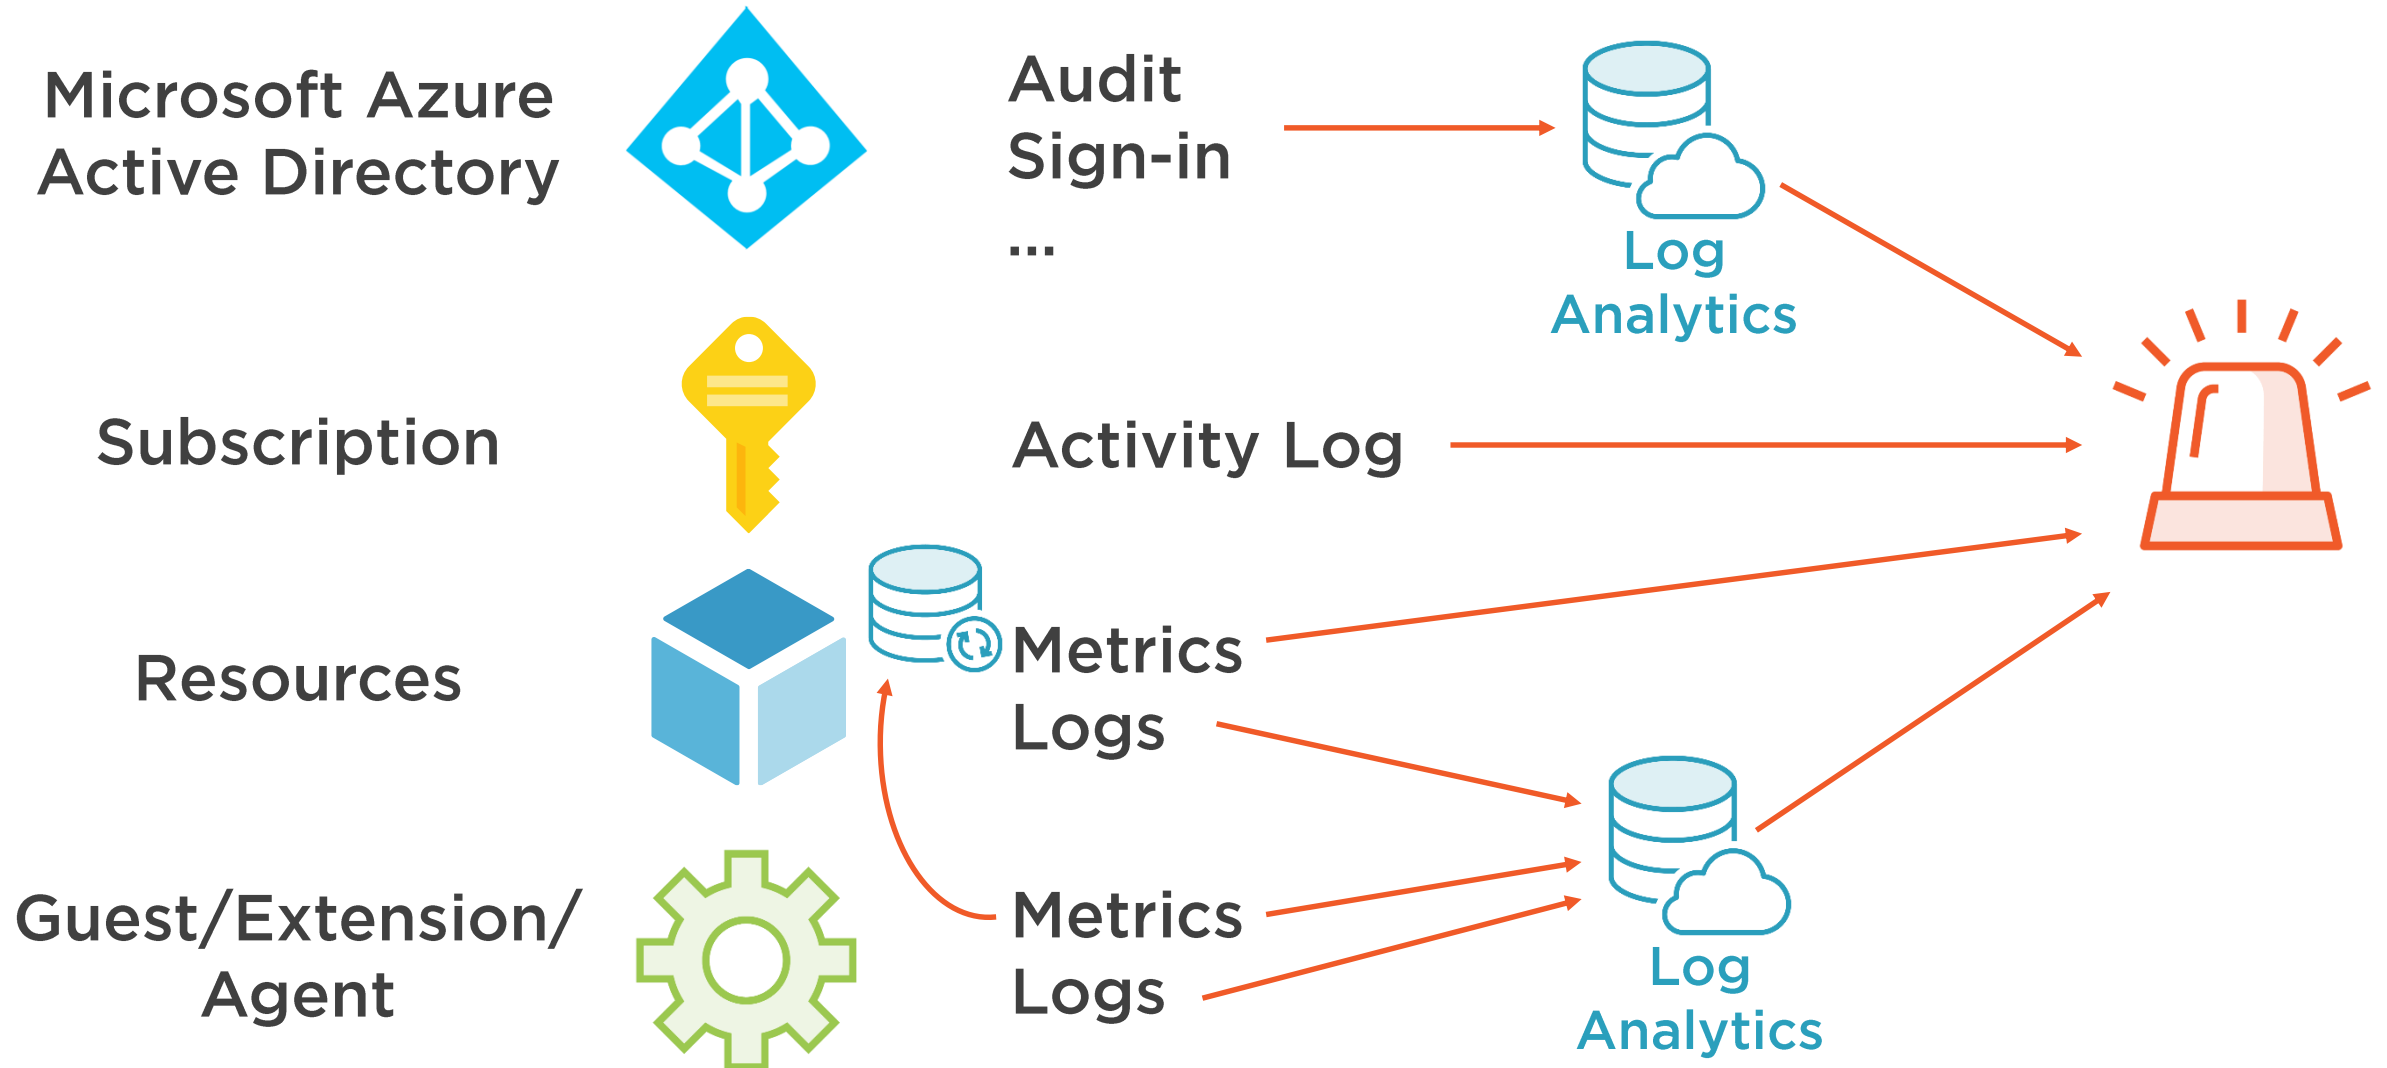 Microsoft Azure
Active Directory
Audit
Sign-in
...
Log
Analytics
Subscription
Activity Log
Resources
Metrics
Logs
Guest/Extension/
Agent
Metrics
Logs
Log
Analytics